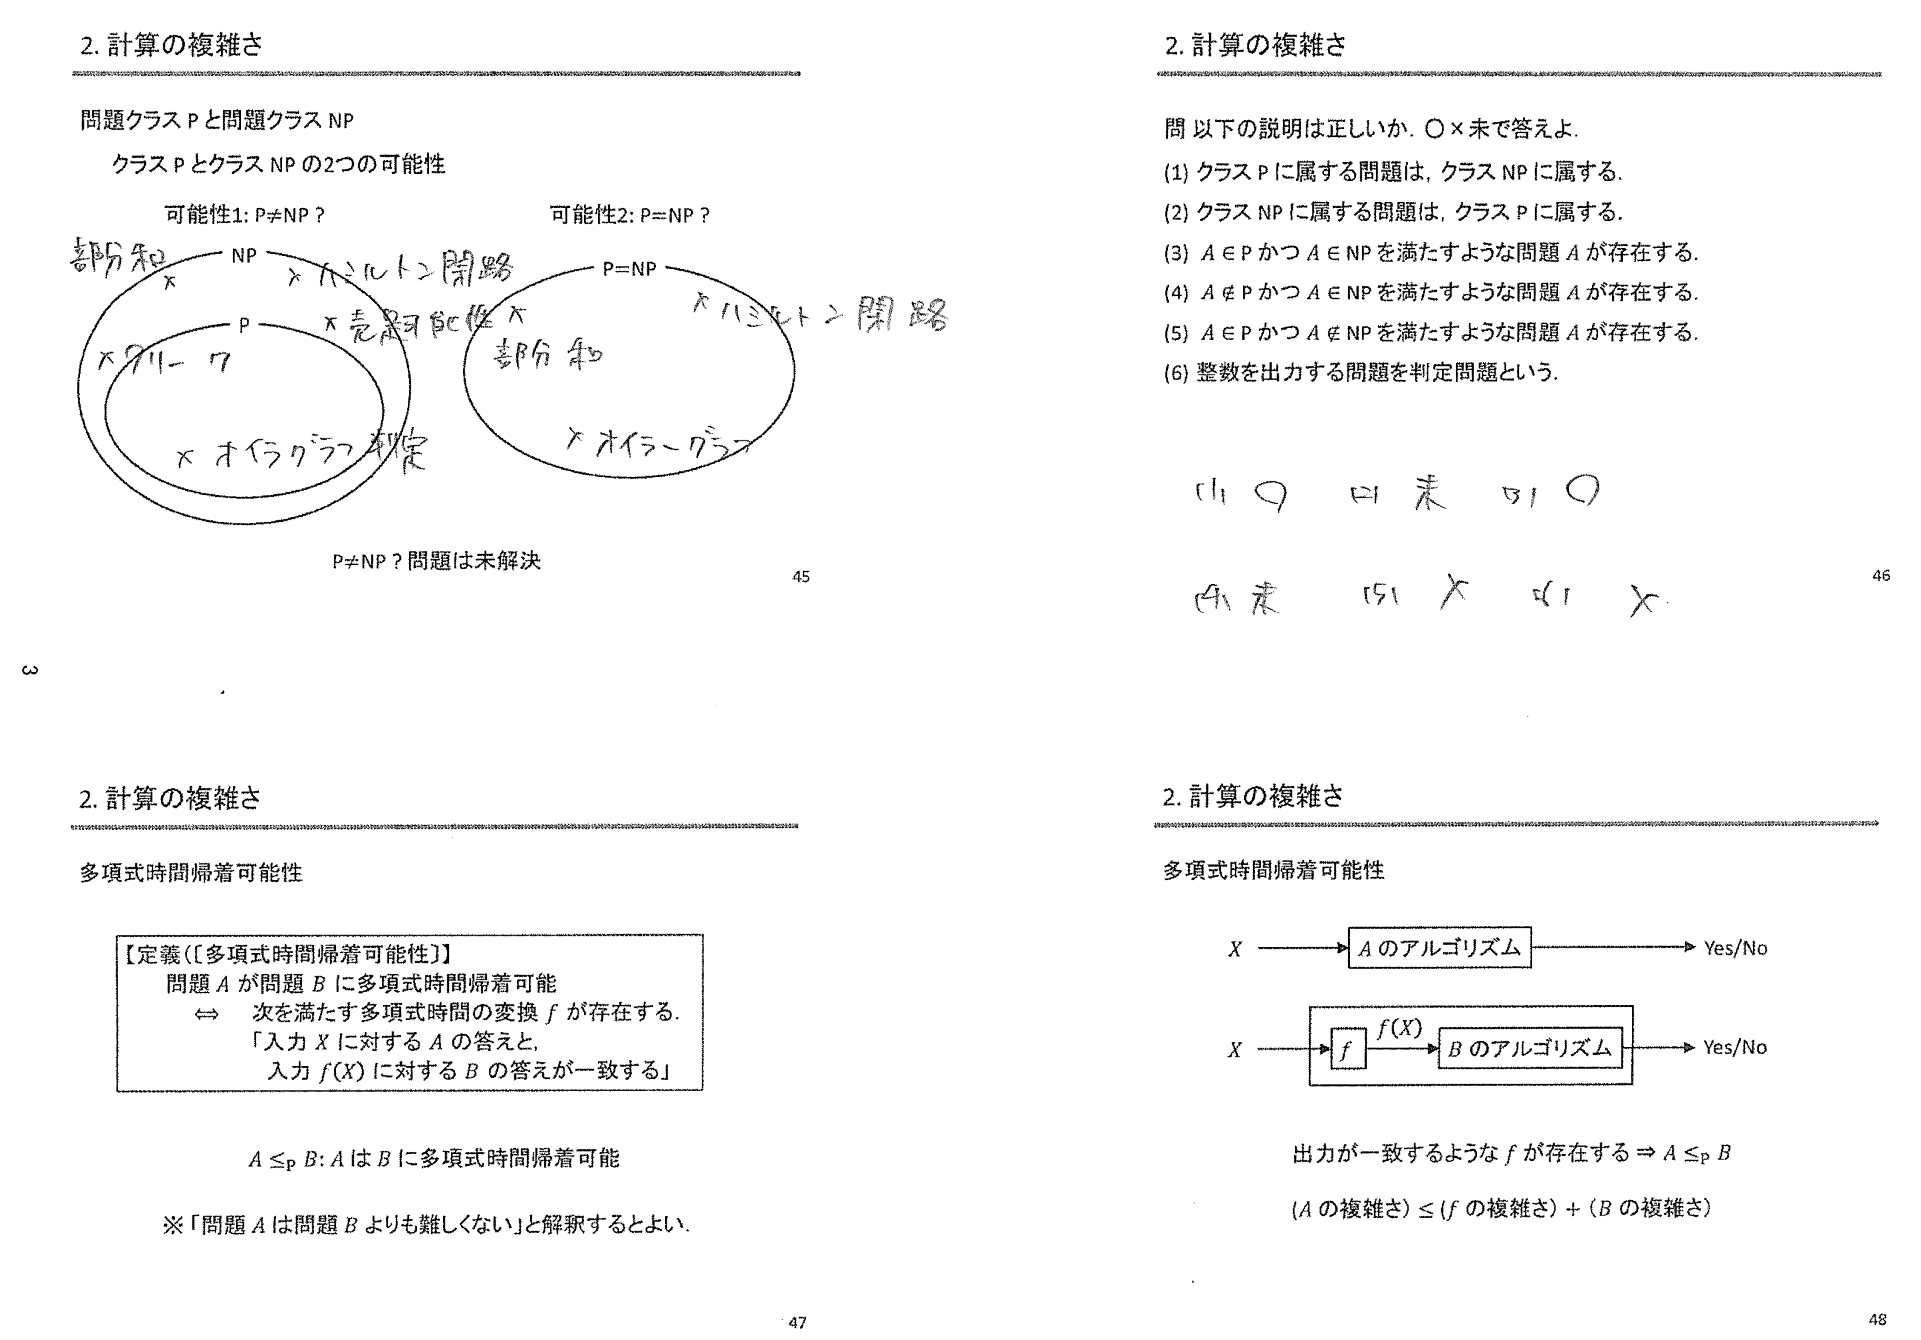 2. 計算の複雑さ
問題クラス P と問題クラス NP
クラス P とクラス NP の2つの可能性
可能性1: P≠NP ?
可能性2: P=NP ?
部分和
NP
× ハミルトン閉路
P=NP
×
P
× 充足可能性
×
× ハミルトン閉路
× クリーク
部分和
× オイラグラフ判定
× オイラーグラフ
P≠NP ? 問題は未解決
45
2. 計算の複雑さ
問 以下の説明は正しいか. ○×未で答えよ.
(1) クラス P に属する問題は, クラス NP に属する.
(2) クラス NP に属する問題は, クラス P に属する.
(3) A ∈ P かつ A ∈ NP を満たすような問題 A が存在する.
(4) A ∉ P かつ A ∈ NP を満たすような問題 A が存在する.
(5) A ∈ P かつ A ∉ NP を満たすような問題 A が存在する.
(6) 整数を出力する問題を判定問題という.
(1) ○ (2) 未 (3) ○
(4) 未 (5) × (6) ×
46
3
2. 計算の複雑さ
多項式時間帰着可能性
【定義([多項式時間帰着可能性]】
問題 A が問題 B に多項式時間帰着可能
⇔ 次を満たす多項式時間の変換 f が存在する.
「入力 X に対する A の答えと,
入力 f(X) に対する B の答えが一致する」
A ≤P B: A は B に多項式時間帰着可能
※「問題 A は問題 B よりも難しくない」と解釈するとよい.
47
2. 計算の複雑さ
多項式時間帰着可能性
X A のアルゴリズム Yes/No
X f f(X) B のアルゴリズム Yes/No
出力が一致するような f が存在する ⇒ A ≤P B
(A の複雑さ) ≤ (f の複雑さ) + (B の複雑さ)
48